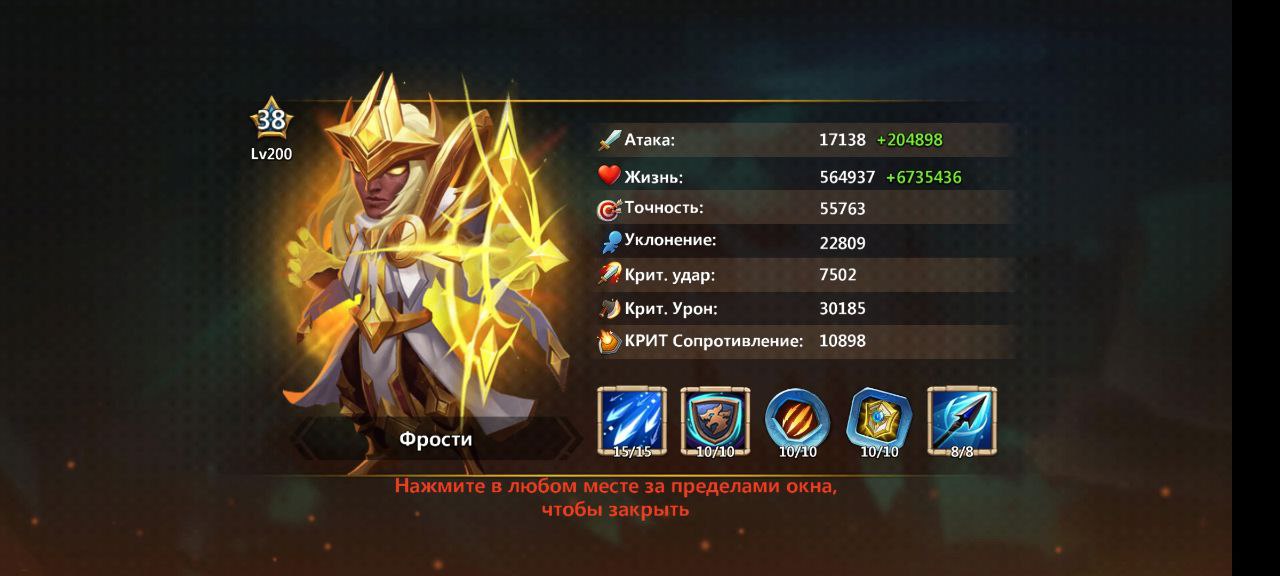 38
Lv200
Атака: 17138 +204898
Жизнь: 564937 +6735436
Точность: 55763
Уклонение: 22809
Крит. удар: 7502
Крит. Урон: 30185
КРИТ Сопротивление: 10898
15/15 10/10 10/10 10/10 8/8
Фрости
Нажмите в любом месте за пределами окна,
чтобы закрыть